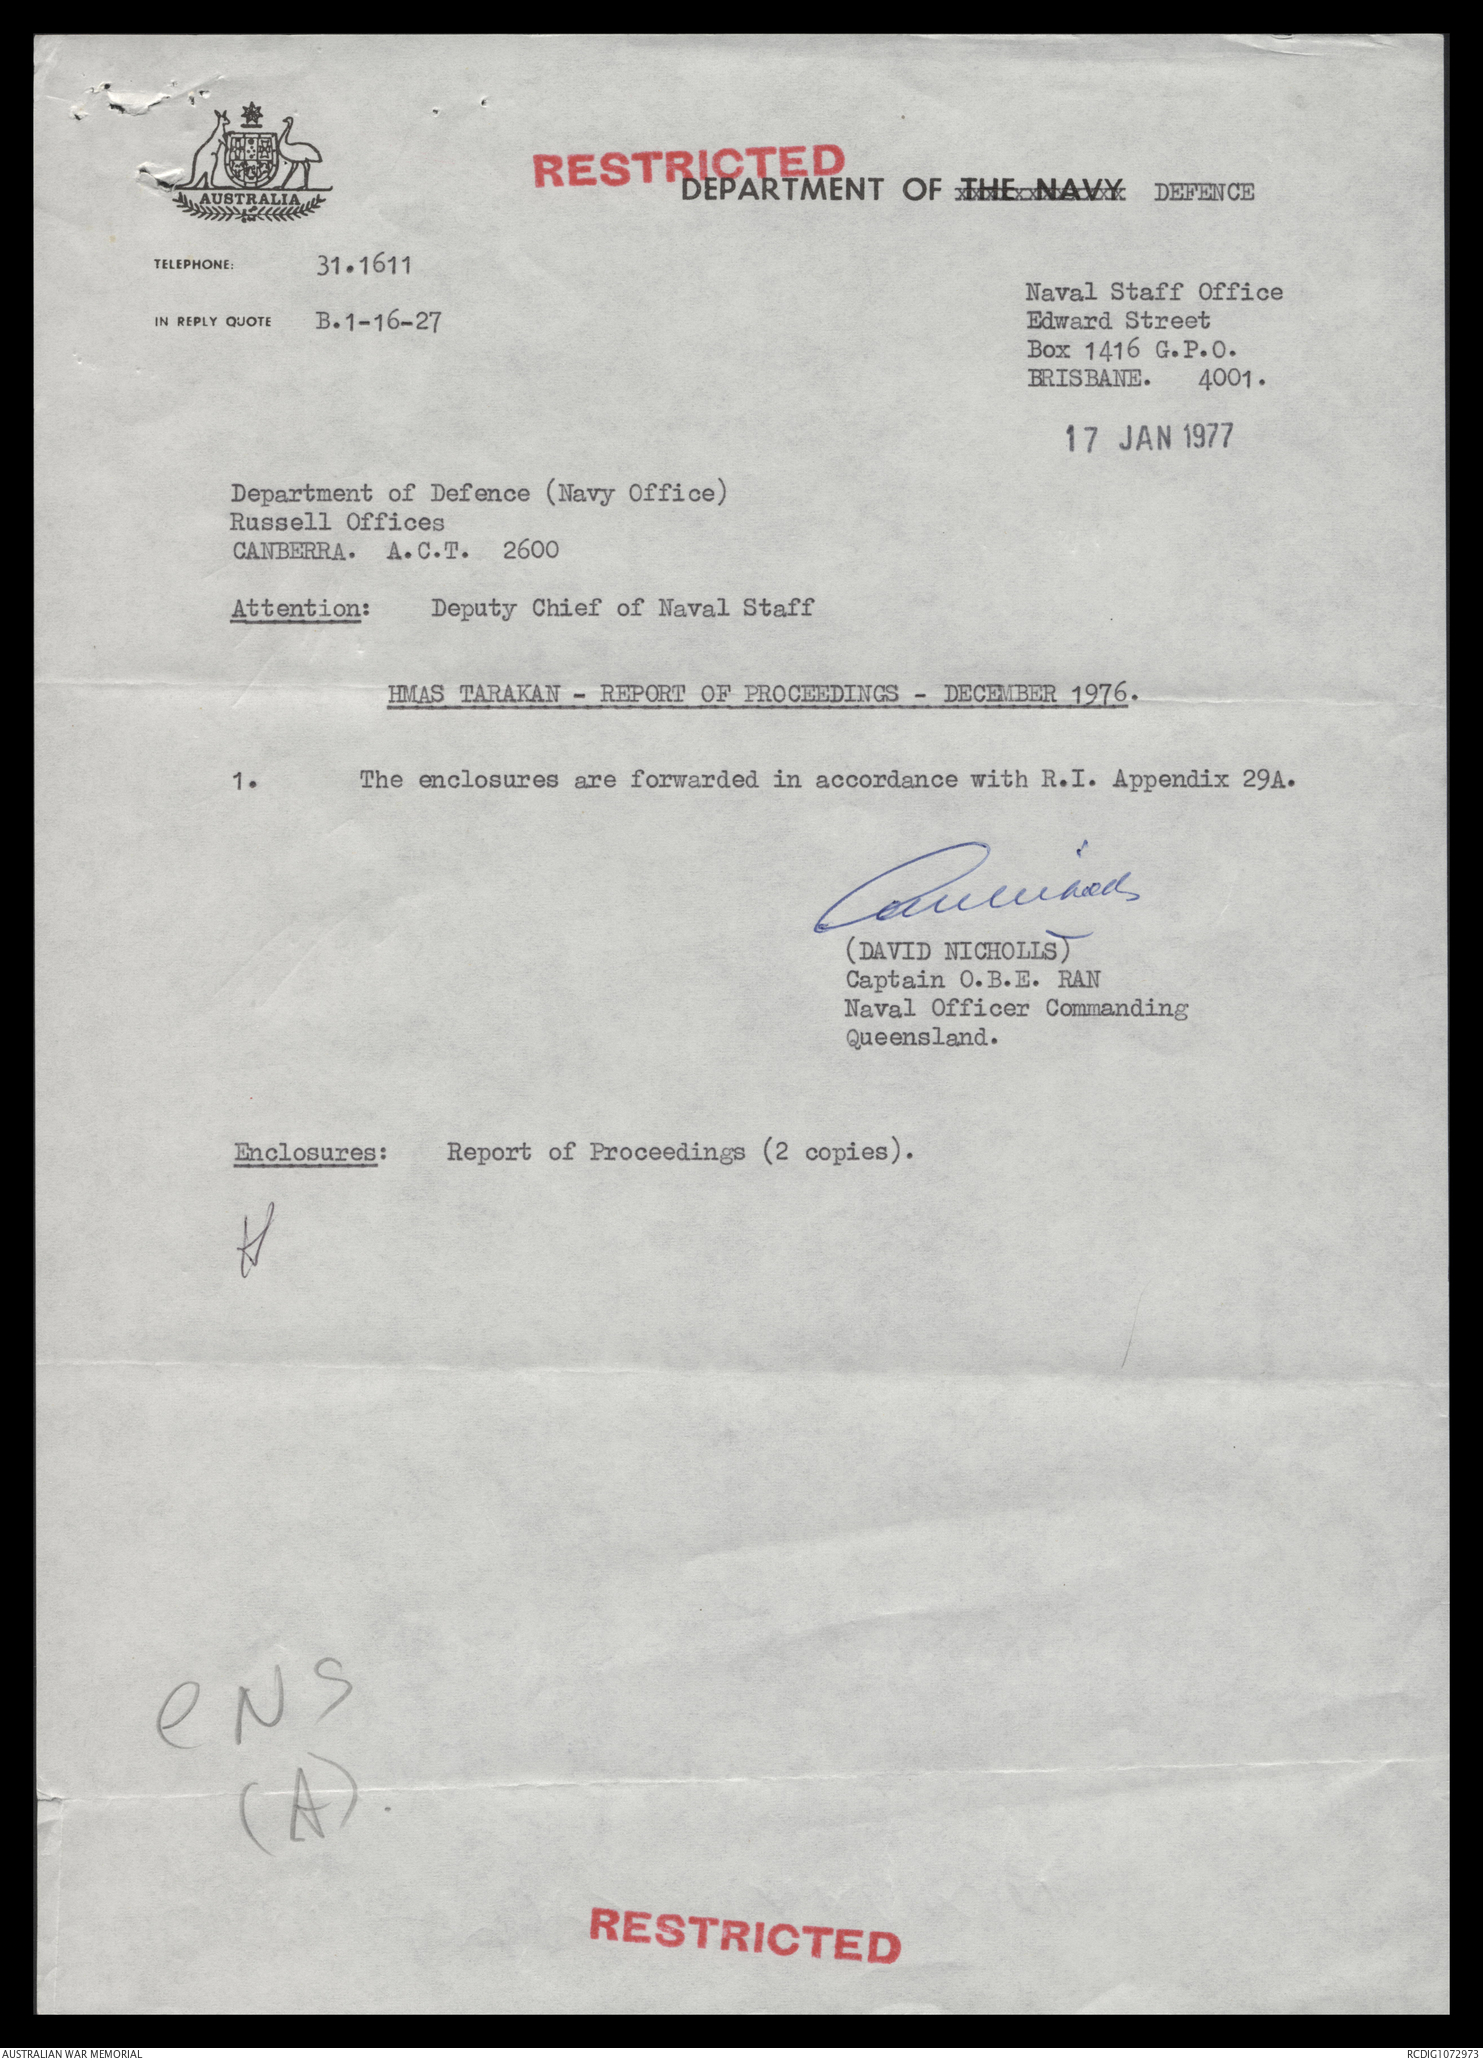 RESTRICTED
DEPARTMENT OF THE NAVY DEFENCE
AUSTRALIA
TELEPHONE: 31.1611
IN REPLY QUOTE B.1-16-27
Naval Staff Office
Edward Street
Box 1416 G.P.O.
BRISBANE. 4001.
17 JAN 1977
Department of Defence (Navy Office)
Russell Offices
CANBERRA. A.C.T. 2600
Attention: Deputy Chief of Naval Staff
HMAS TARAKAN - REPORT OF PROCEEDINGS - DECEMBER 1976.
1. The enclosures are forwarded in accordance with R.I. Appendix 29A.
(DAVID NICHOLLS)
Captain O.B.E. RAN
Naval Officer Commanding
Queensland.
Enclosures: Report of Proceedings (2 copies).
eNS
(A).
RESTRICTED
AUSTRALIAN WAR MEMORIAL
RCDIG1072973